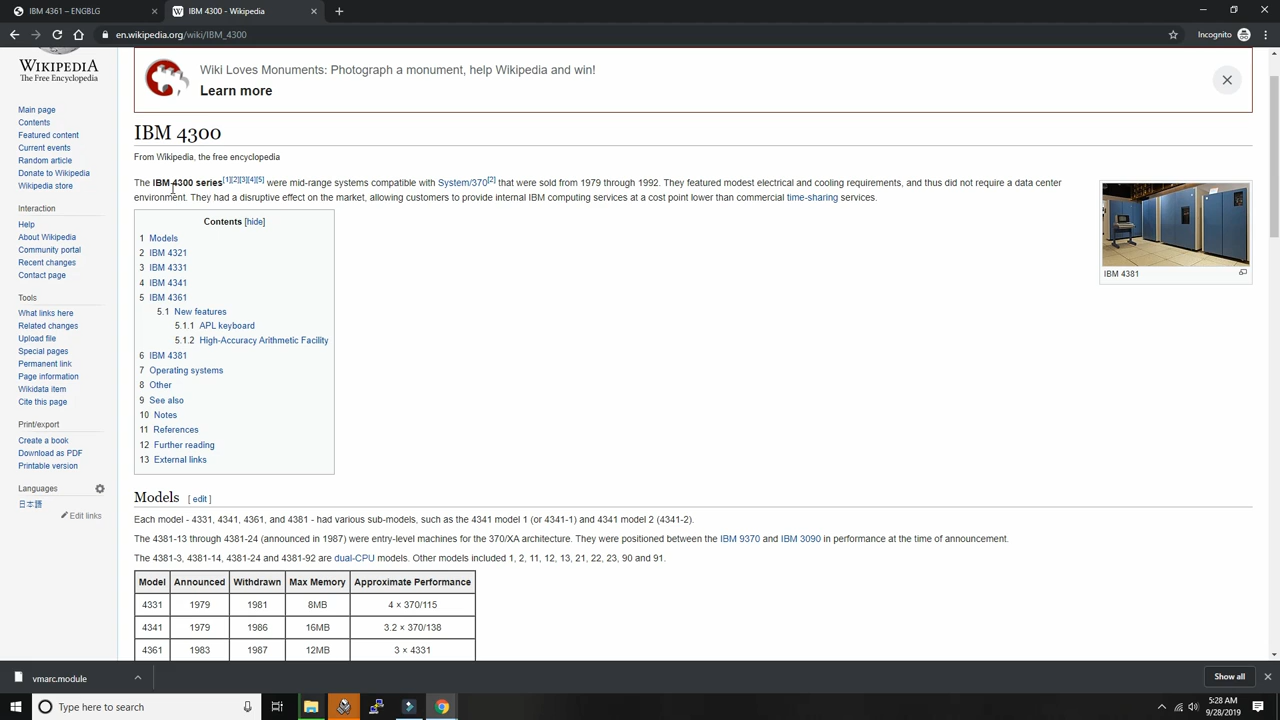 IBM 4361 – ENGBLG
IBM 4300 - Wikipedia
en.wikipedia.org/wiki/IBM_4300
Incognito
WIKIPEDIA
The Free Encyclopedia
Main page
Contents
Featured content
Current events
Random article
Donate to Wikipedia
Wikipedia store
Interaction
Help
About Wikipedia
Community portal
Recent changes
Contact page
Tools
What links here
Related changes
Upload file
Special pages
Permanent link
Page information
Wikidata item
Cite this page
Print/export
Create a book
Download as PDF
Printable version
Languages
日本語
Edit links
Wiki Loves Monuments: Photograph a monument, help Wikipedia and win!
Learn more
IBM 4300
From Wikipedia, the free encyclopedia
The IBM 4300 series[1][2][3][4][5] were mid-range systems compatible with System/370[2] that were sold from 1979 through 1992. They featured modest electrical and cooling requirements, and thus did not require a data center
environment. They had a disruptive effect on the market, allowing customers to provide internal IBM computing services at a cost point lower than commercial time-sharing services.
IBM 4381
Contents [hide]
1 Models
2 IBM 4321
3 IBM 4331
4 IBM 4341
5 IBM 4361
5.1 New features
5.1.1 APL keyboard
5.1.2 High-Accuracy Arithmetic Facility
6 IBM 4381
7 Operating systems
8 Other
9 See also
10 Notes
11 References
12 Further reading
13 External links
Models [ edit ]
Each model - 4331, 4341, 4361, and 4381 - had various sub-models, such as the 4341 model 1 (or 4341-1) and 4341 model 2 (4341-2).
The 4381-13 through 4381-24 (announced in 1987) were entry-level machines for the 370/XA architecture. They were positioned between the IBM 9370 and IBM 3090 in performance at the time of announcement.
The 4381-3, 4381-14, 4381-24 and 4381-92 are dual-CPU models. Other models included 1, 2, 11, 12, 13, 21, 22, 23, 90 and 91.
Model Announced Withdrawn Max Memory Approximate Performance
4331 1979 1981 8MB 4 × 370/115
4341 1979 1986 16MB 3.2 × 370/138
4361 1983 1987 12MB 3 × 4331
vmarc.module
Show all
Type here to search
5:28 AM
9/28/2019